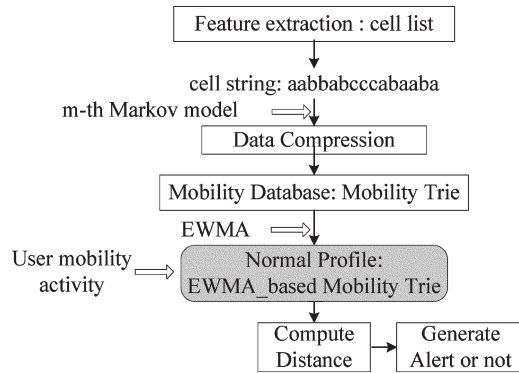 Feature extraction : cell list
cell string: aabbabcccabaaba
m-th Markov model
Data Compression
Mobility Database: Mobility Trie
EWMA
User mobility
activity
Normal Profile:
EWMA_based Mobility Trie
Compute
Distance
Generate
Alert or not